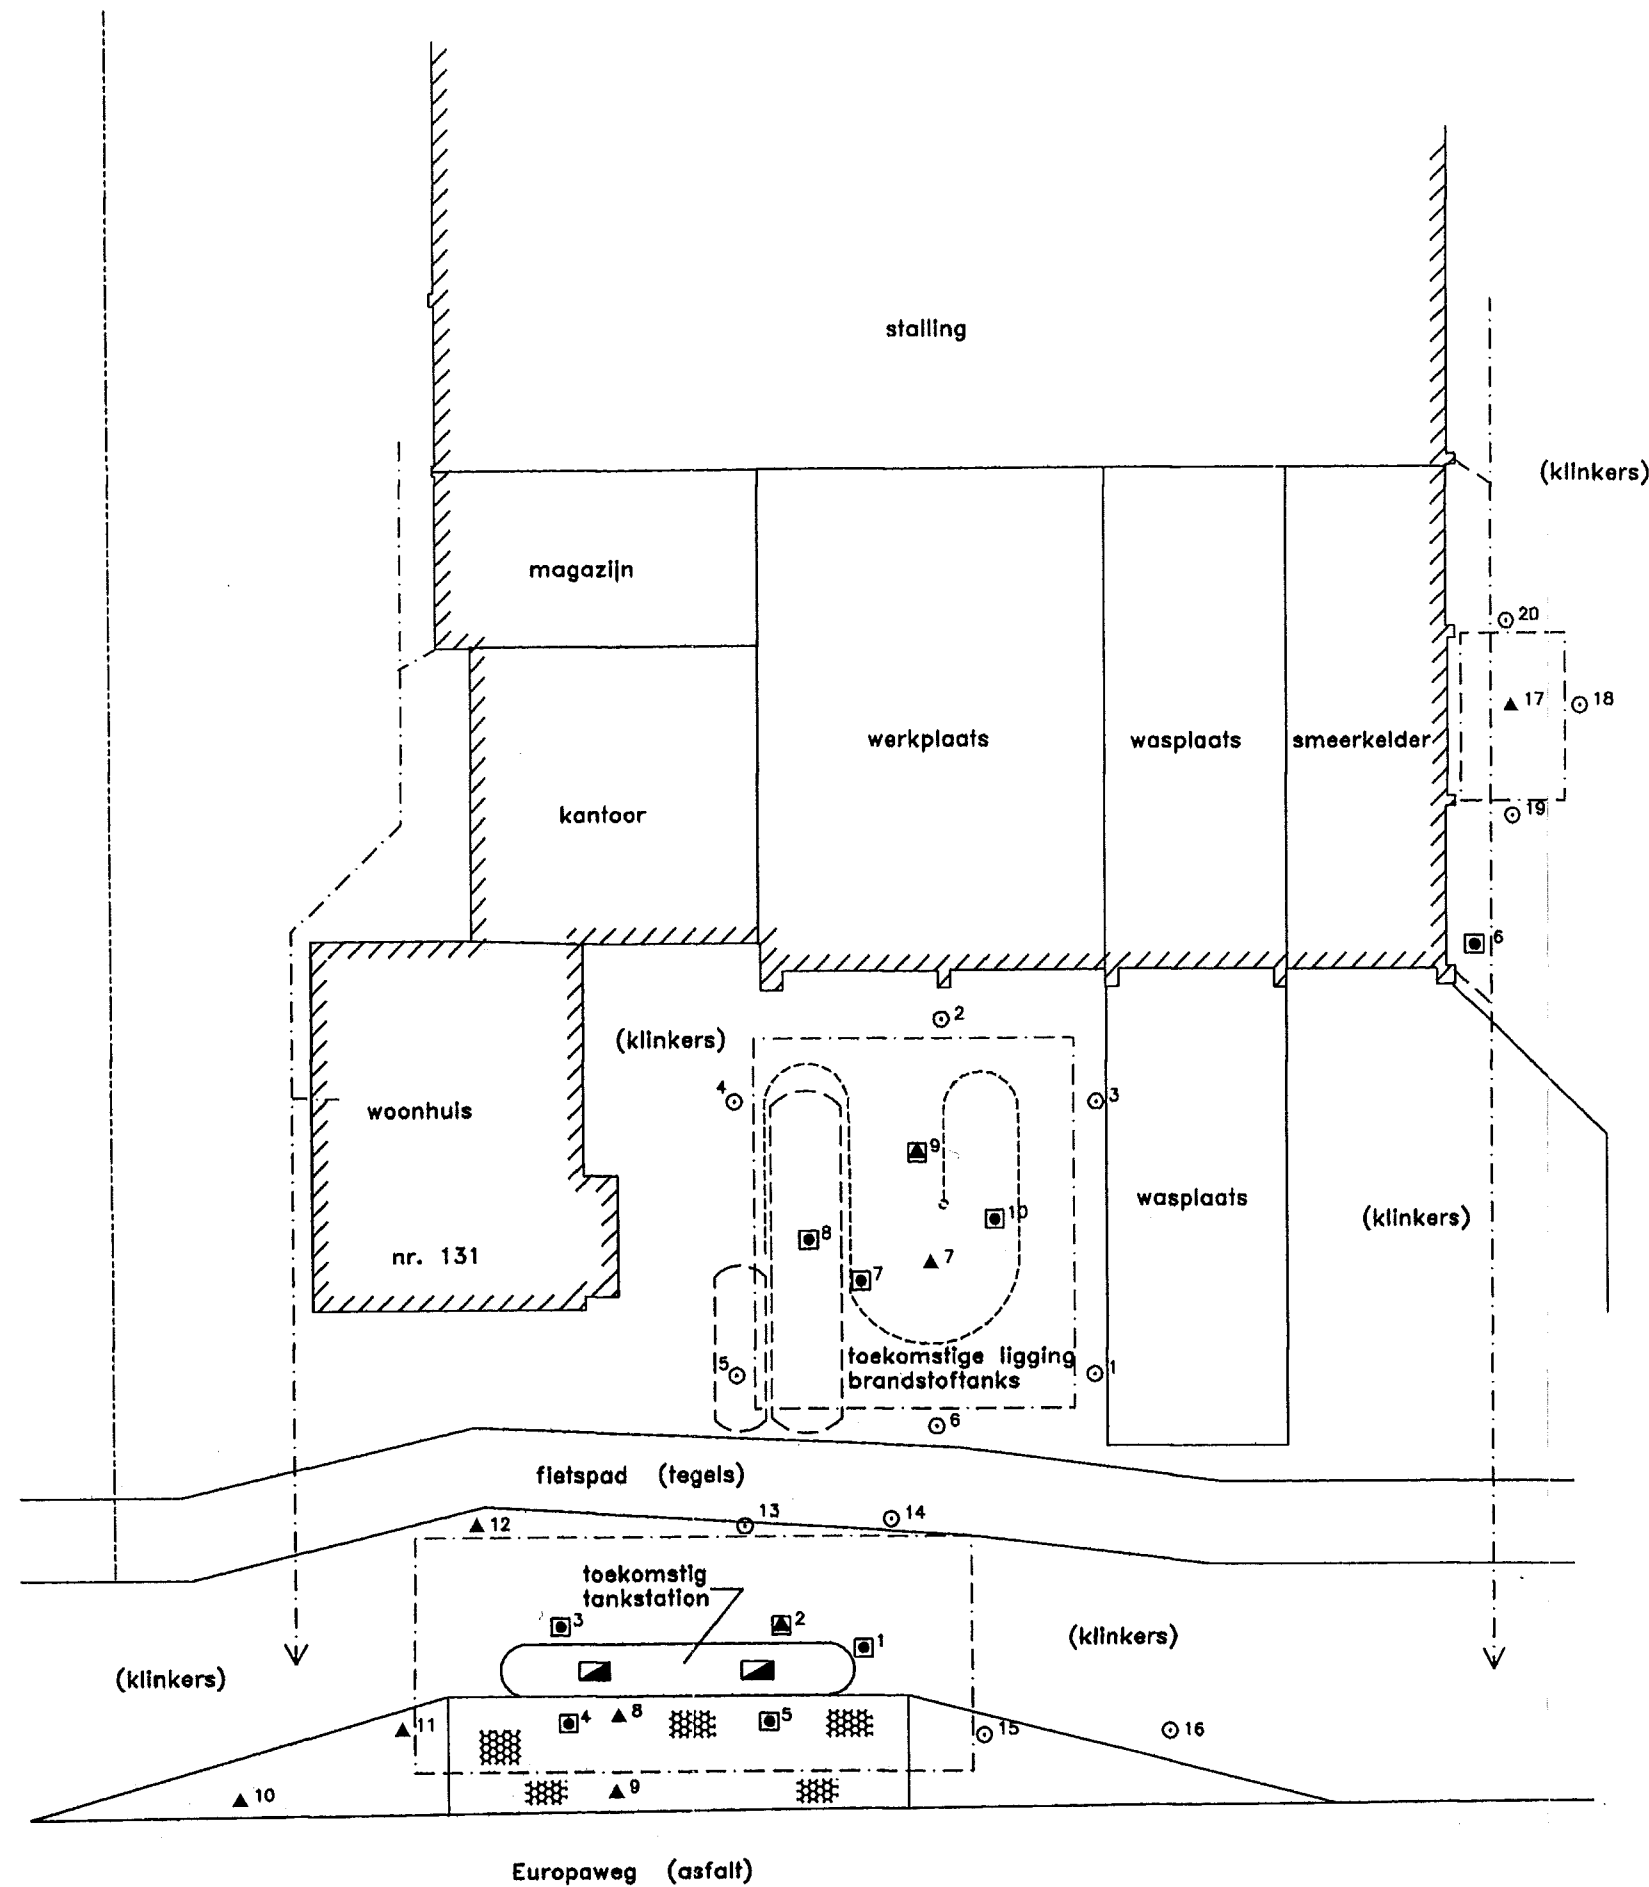 stalling
(klinkers)
magazijn
20
17
18
werkplaats
wasplaats
smeerkelder
kantoor
19
6
2
(klinkers)
4
3
woonhuis
9
wasplaats
10
(klinkers)
8
nr. 131
7
7
toekomstige ligging
brandstoftanks
5
1
6
fietspad (tegels)
13
14
12
toekomstig
tankstation
3
2
1
(klinkers)
(klinkers)
11
4
8
5
15
16
10
9
Europaweg (asfalt)